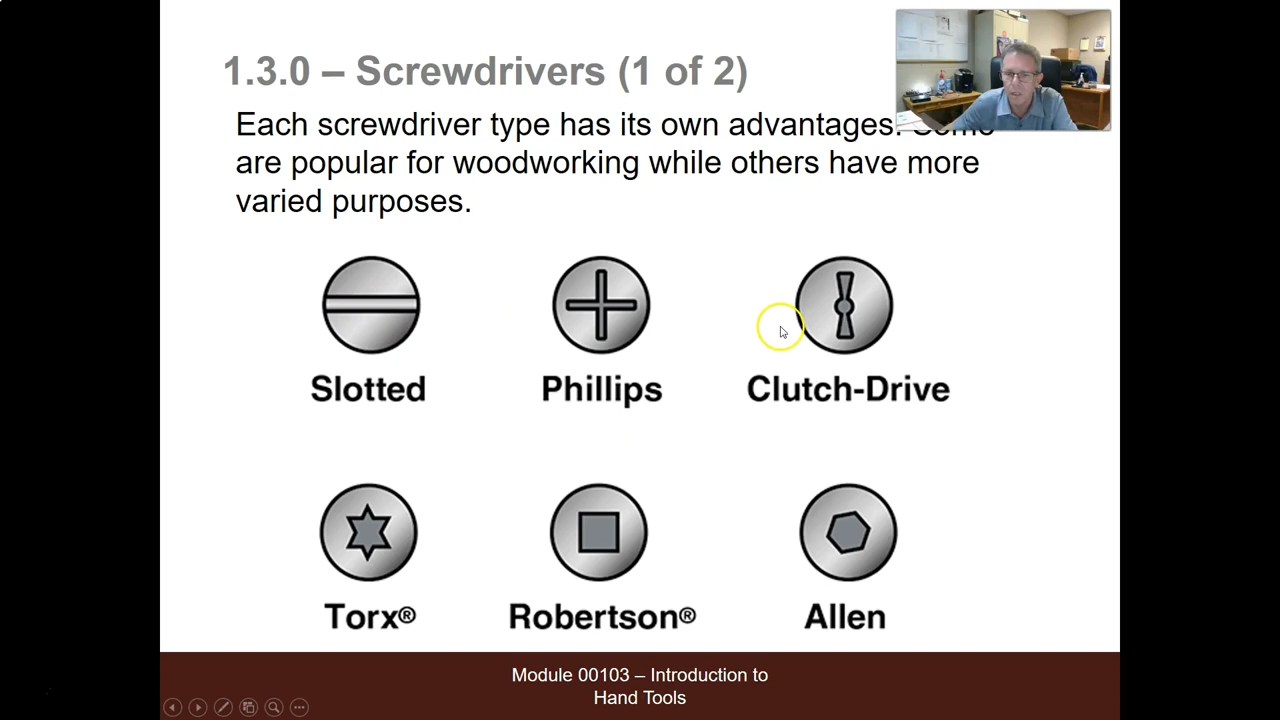 1.3.0 – Screwdrivers (1 of 2)
Each screwdriver type has its own advantages. Some
are popular for woodworking while others have more
varied purposes.
Slotted
Phillips
Clutch-Drive
Torx®
Robertson®
Allen
Module 00103 – Introduction to
Hand Tools